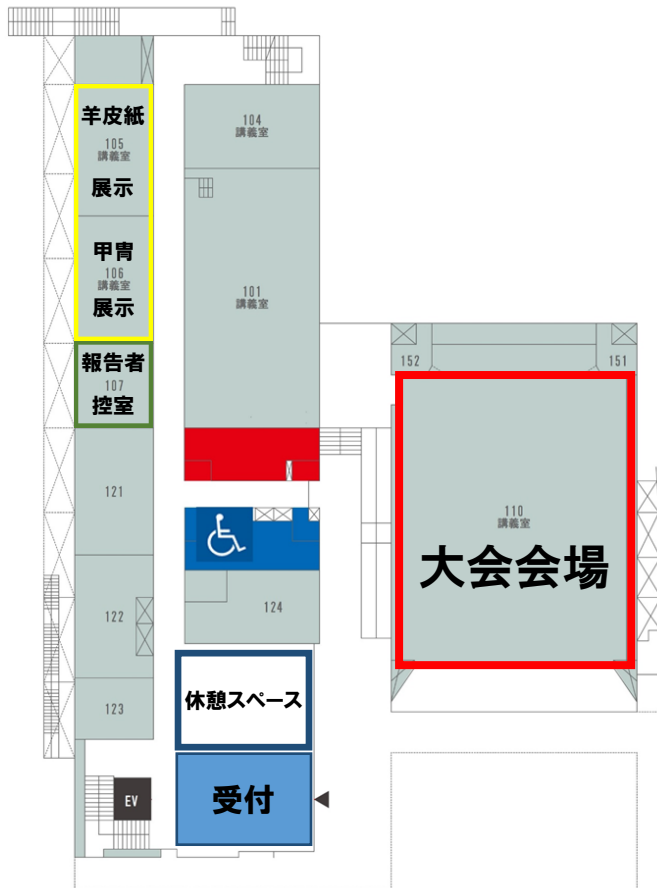 羊皮紙
105
講義室
展示
甲冑
106
講義室
展示
報告者
107
控室
121
122
123
EV
104
講義室
101
講義室
124
休憩スペース
受付
152
151
110
講義室
大会会場